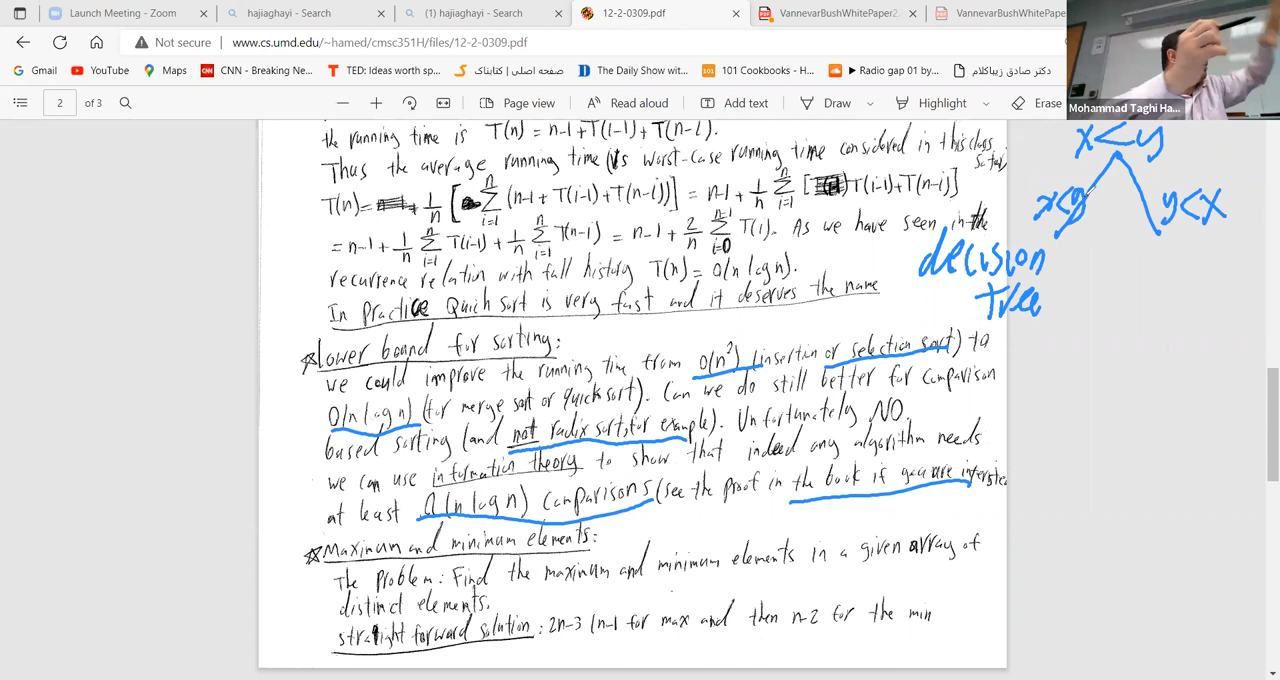 Launch Meeting - Zoom
hajiaghayi - Search
(1) hajiaghayi - Search
12-2-0309.pdf
VannevarBushWhitePaper2
VannevarBushWhitePape
Not secure
www.cs.umd.edu/~hamed/cmsc351H/files/12-2-0309.pdf
Gmail
YouTube
Maps
CNN - Breaking Ne...
TED: Ideas worth sp...
صفحه اصلی | کتابناک
The Daily Show wit...
101 Cookbooks - H...
Radio gap 01 by...
دکتر صادق زیباکلام
2
of 3
Page view
Read aloud
Add text
Draw
Highlight
Erase
Mohammad Taghi Ha...
the running time is T(n) = n-1 + T(i-1) + T(n-i).
Thus the average running time (vs worst-case running time considered in this class so far)
T(n) = 1/n [ Σ_{i=1}^{n} (n-1 + T(i-1) + T(n-i)) ] = n-1 + 1/n Σ_{i=1}^{n} [ T(i-1) + T(n-i) ]
= n-1 + 1/n Σ_{i=1}^{n} T(i-1) + 1/n Σ_{i=1}^{n} T(n-i) = n-1 + 2/n Σ_{i=0}^{n-1} T(i). As we have seen in the
recurrence relation with full history T(n) = O(n log n).
In Practice Quick sort is very fast and it deserves the name
Lower bound for sorting:
we could improve the running time from O(n²) (insertion or selection sort) to
O(n log n) (for merge sort or quicksort). Can we do still better for comparison
based sorting (and not radix sort, for example). Unfortunately NO.
we can use information theory to show that indeed any algorithm needs
at least Ω(n log n) comparisons (see the proof in the book if you are
Maximum and minimum elements:
The Problem: Find the maximum and minimum elements in a given array of
distinct elements.
straightforward solution: 2n-3 (n-1 for max and then n-2 for the min
x<y
x<y
y<x
decision
tree